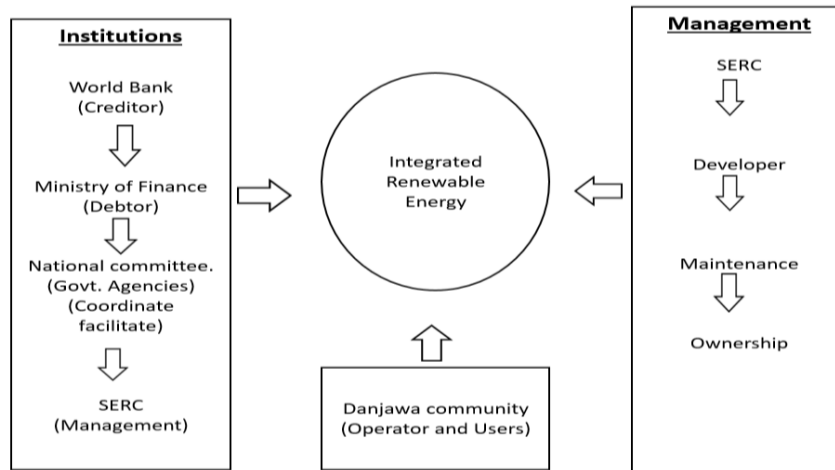 Institutions
World Bank
(Creditor)
Ministry of Finance
(Debtor)
National committee.
(Govt. Agencies)
(Coordinate
facilitate)
SERC
(Management)
Integrated
Renewable
Energy
Danjawa community
(Operator and Users)
Management
SERC
Developer
Maintenance
Ownership